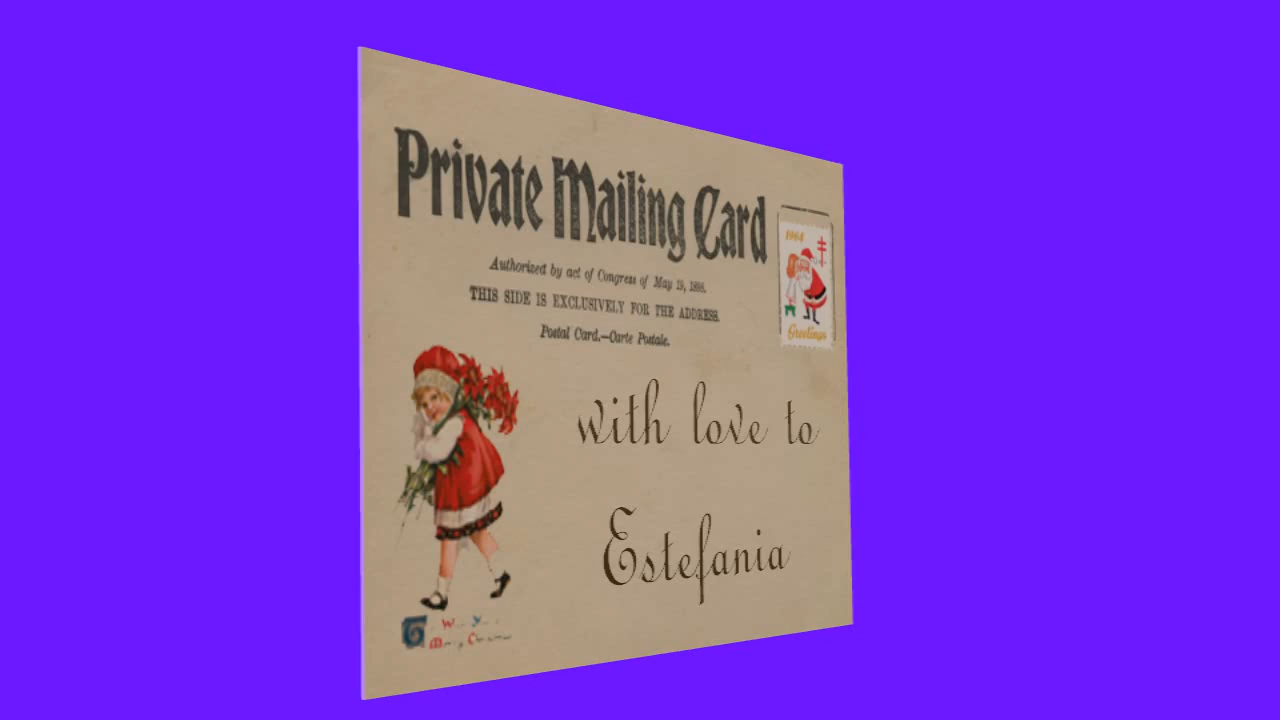 Private Mailing Card
Authorized by act of Congress of May 19, 1898.
THIS SIDE IS EXCLUSIVELY FOR THE ADDRESS.
Postal Card.—Carte Postale.
1964
Greetings
with love to
Estefania